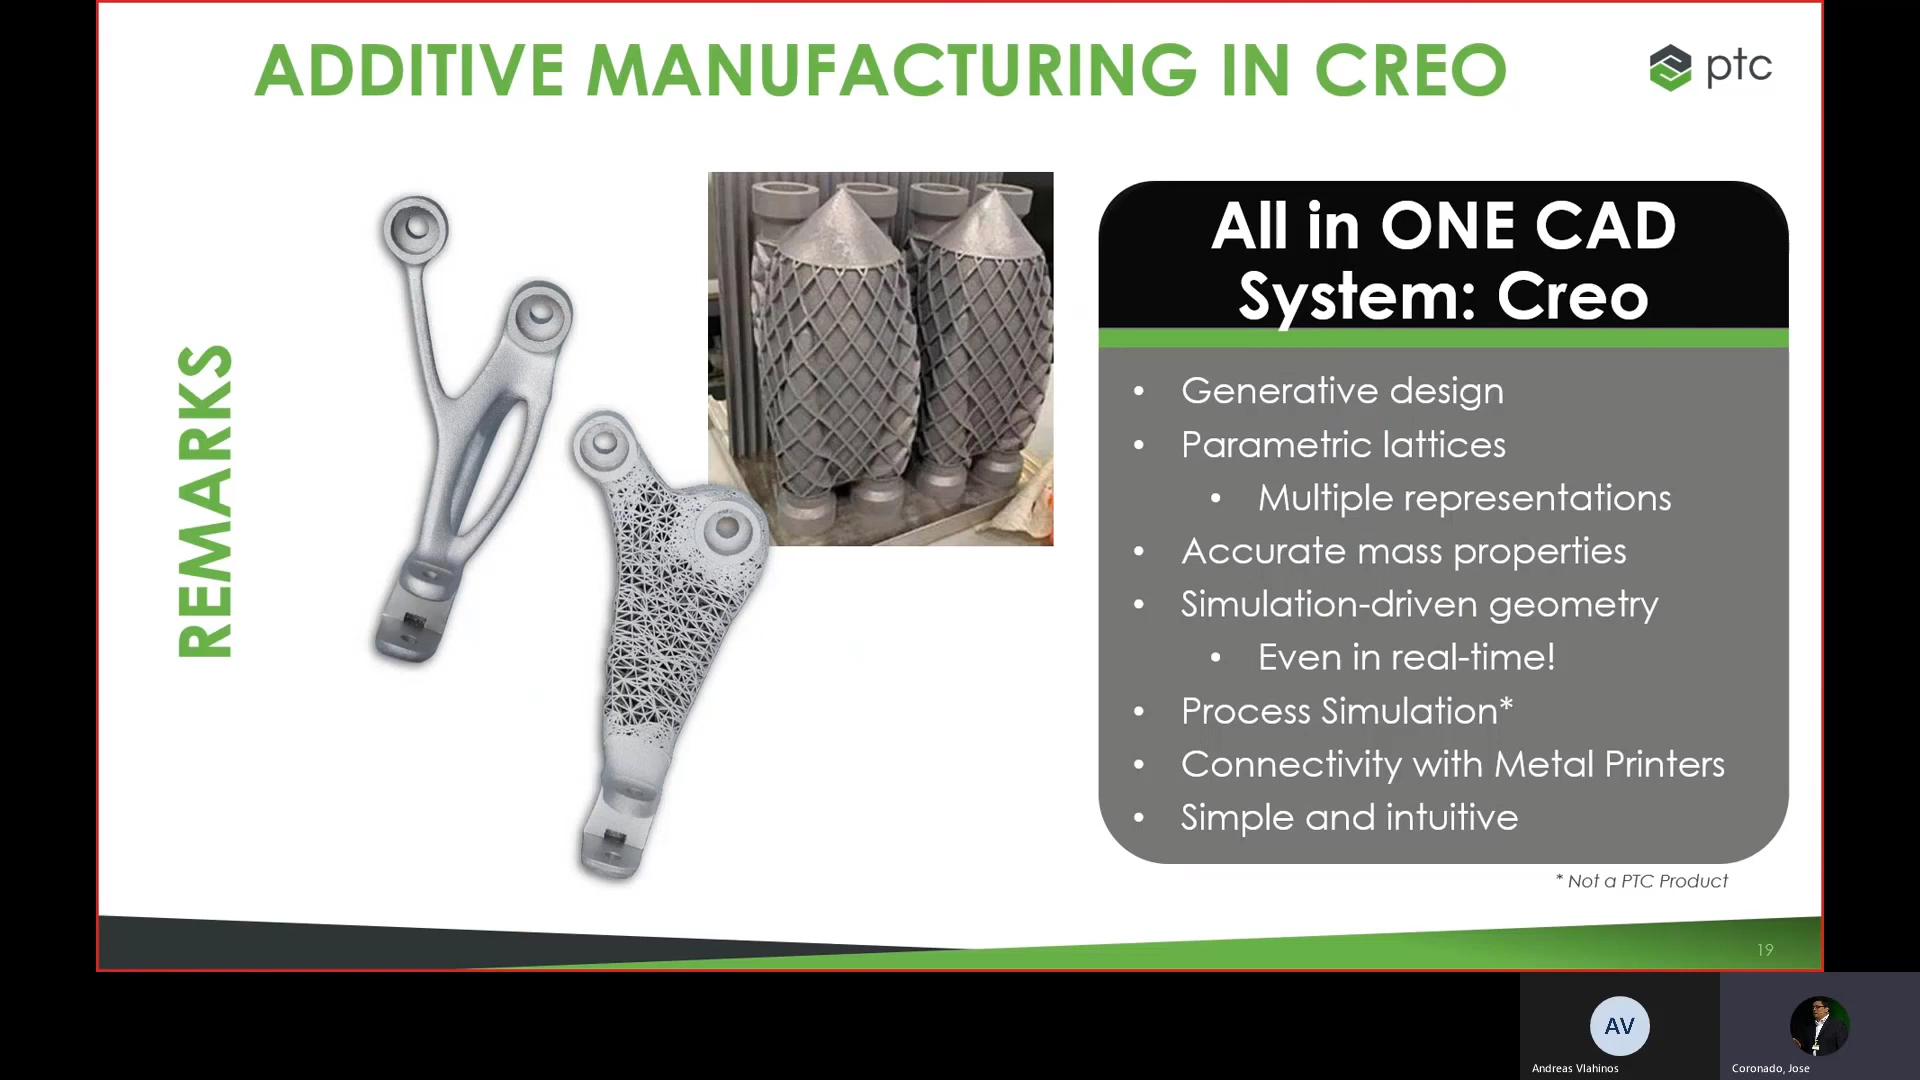 ADDITIVE MANUFACTURING IN CREO
ptc
REMARKS
All in ONE CAD
System: Creo
• Generative design
• Parametric lattices
• Multiple representations
• Accurate mass properties
• Simulation-driven geometry
• Even in real-time!
• Process Simulation*
• Connectivity with Metal Printers
• Simple and intuitive
* Not a PTC Product
19
AV
Andreas Vlahinos
Coronado, Jose